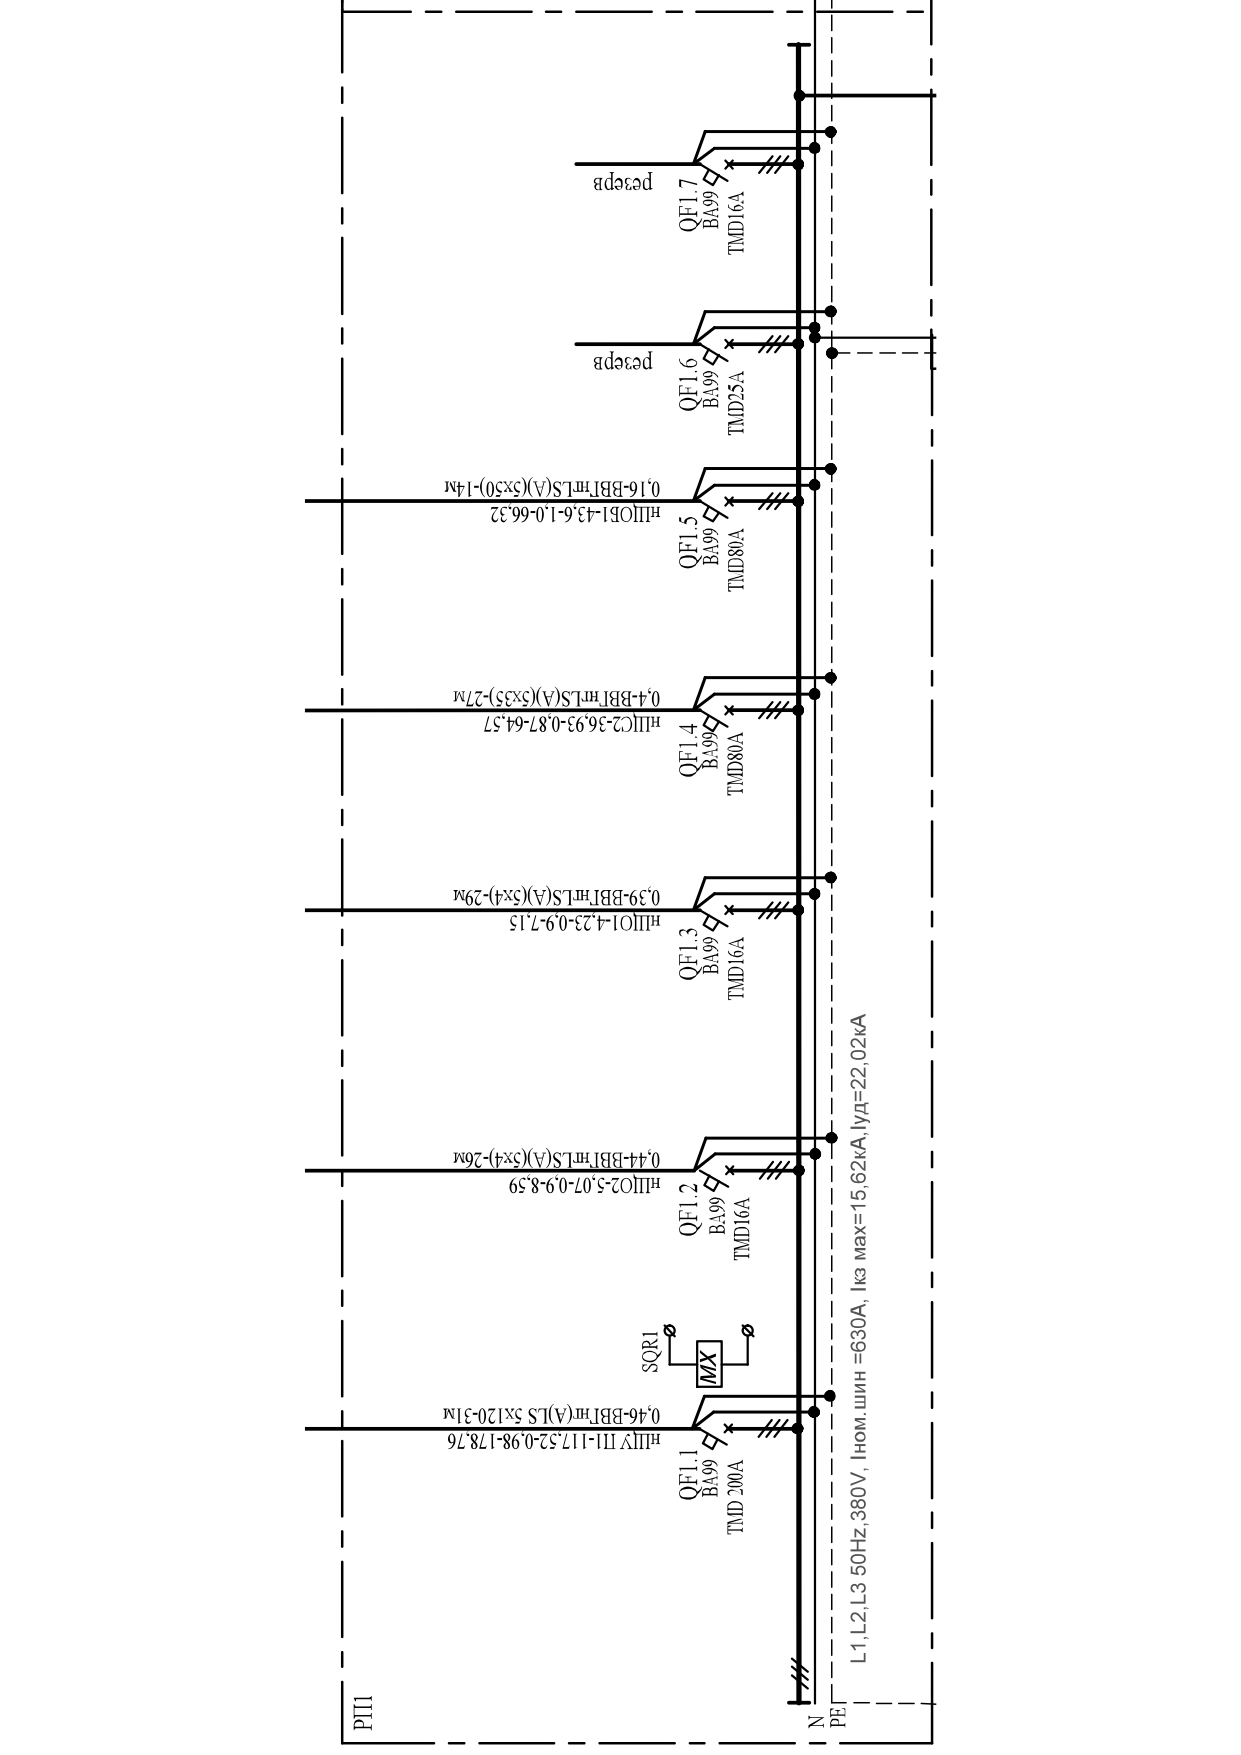 РП1
нЩУ П1-117,52-0,98-178,76
0,46-ВВГнг(А)LS 5x120-31м
QF1.1
ВА99
TMD 200A
SQR1
MX
нЩО2-5,07-0,9-8,59
0,44-ВВГнгLS(А)(5x4)-26м
QF1.2
ВА99
TMD16A
нЩО1-4,23-0,9-7,15
0,39-ВВГнгLS(А)(5x4)-29м
QF1.3
ВА99
TMD16A
нЩС2-36,93-0,87-64,57
0,4-ВВГнгLS(А)(5x35)-27м
QF1.4
ВА99
TMD80A
нЩОБ1-43,6-1,0-66,32
0,16-ВВГнгLS(А)(5x50)-14м
QF1.5
ВА99
TMD80A
резерв
QF1.6
ВА99
TMD25A
резерв
QF1.7
ВА99
TMD16A
N
PE
L1,L2,L3 50Hz,380V, Iном.шин =630А, Iкз мах=15,62кА,Iуд=22,02кА